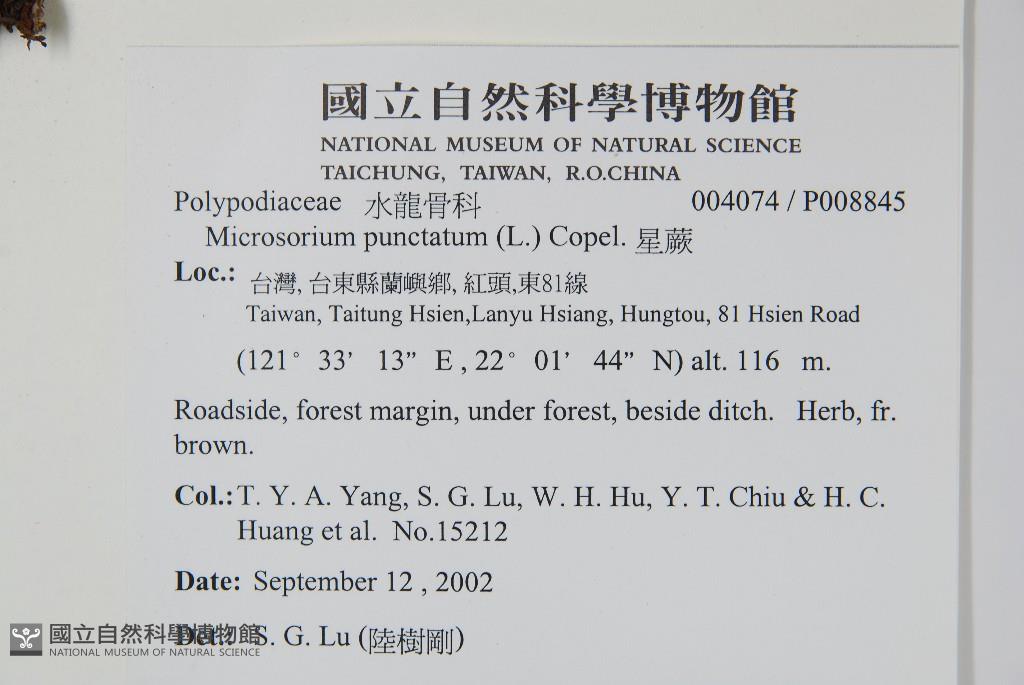 國立自然科學博物館
NATIONAL MUSEUM OF NATURAL SCIENCE
TAICHUNG, TAIWAN, R.O.CHINA
Polypodiaceae 水龍骨科 004074 / P008845
Microsorium punctatum (L.) Copel. 星蕨
Loc.: 台灣, 台東縣蘭嶼鄉, 紅頭,東81線
Taiwan, Taitung Hsien,Lanyu Hsiang, Hungtou, 81 Hsien Road
(121° 33' 13” E , 22° 01' 44” N) alt. 116 m.
Roadside, forest margin, under forest, beside ditch. Herb, fr.
brown.
Col.: T. Y. A. Yang, S. G. Lu, W. H. Hu, Y. T. Chiu & H. C.
Huang et al. No.15212
Date: September 12 , 2002
Det.: S. G. Lu (陸樹剛)
國立自然科學博物館
NATIONAL MUSEUM OF NATURAL SCIENCE